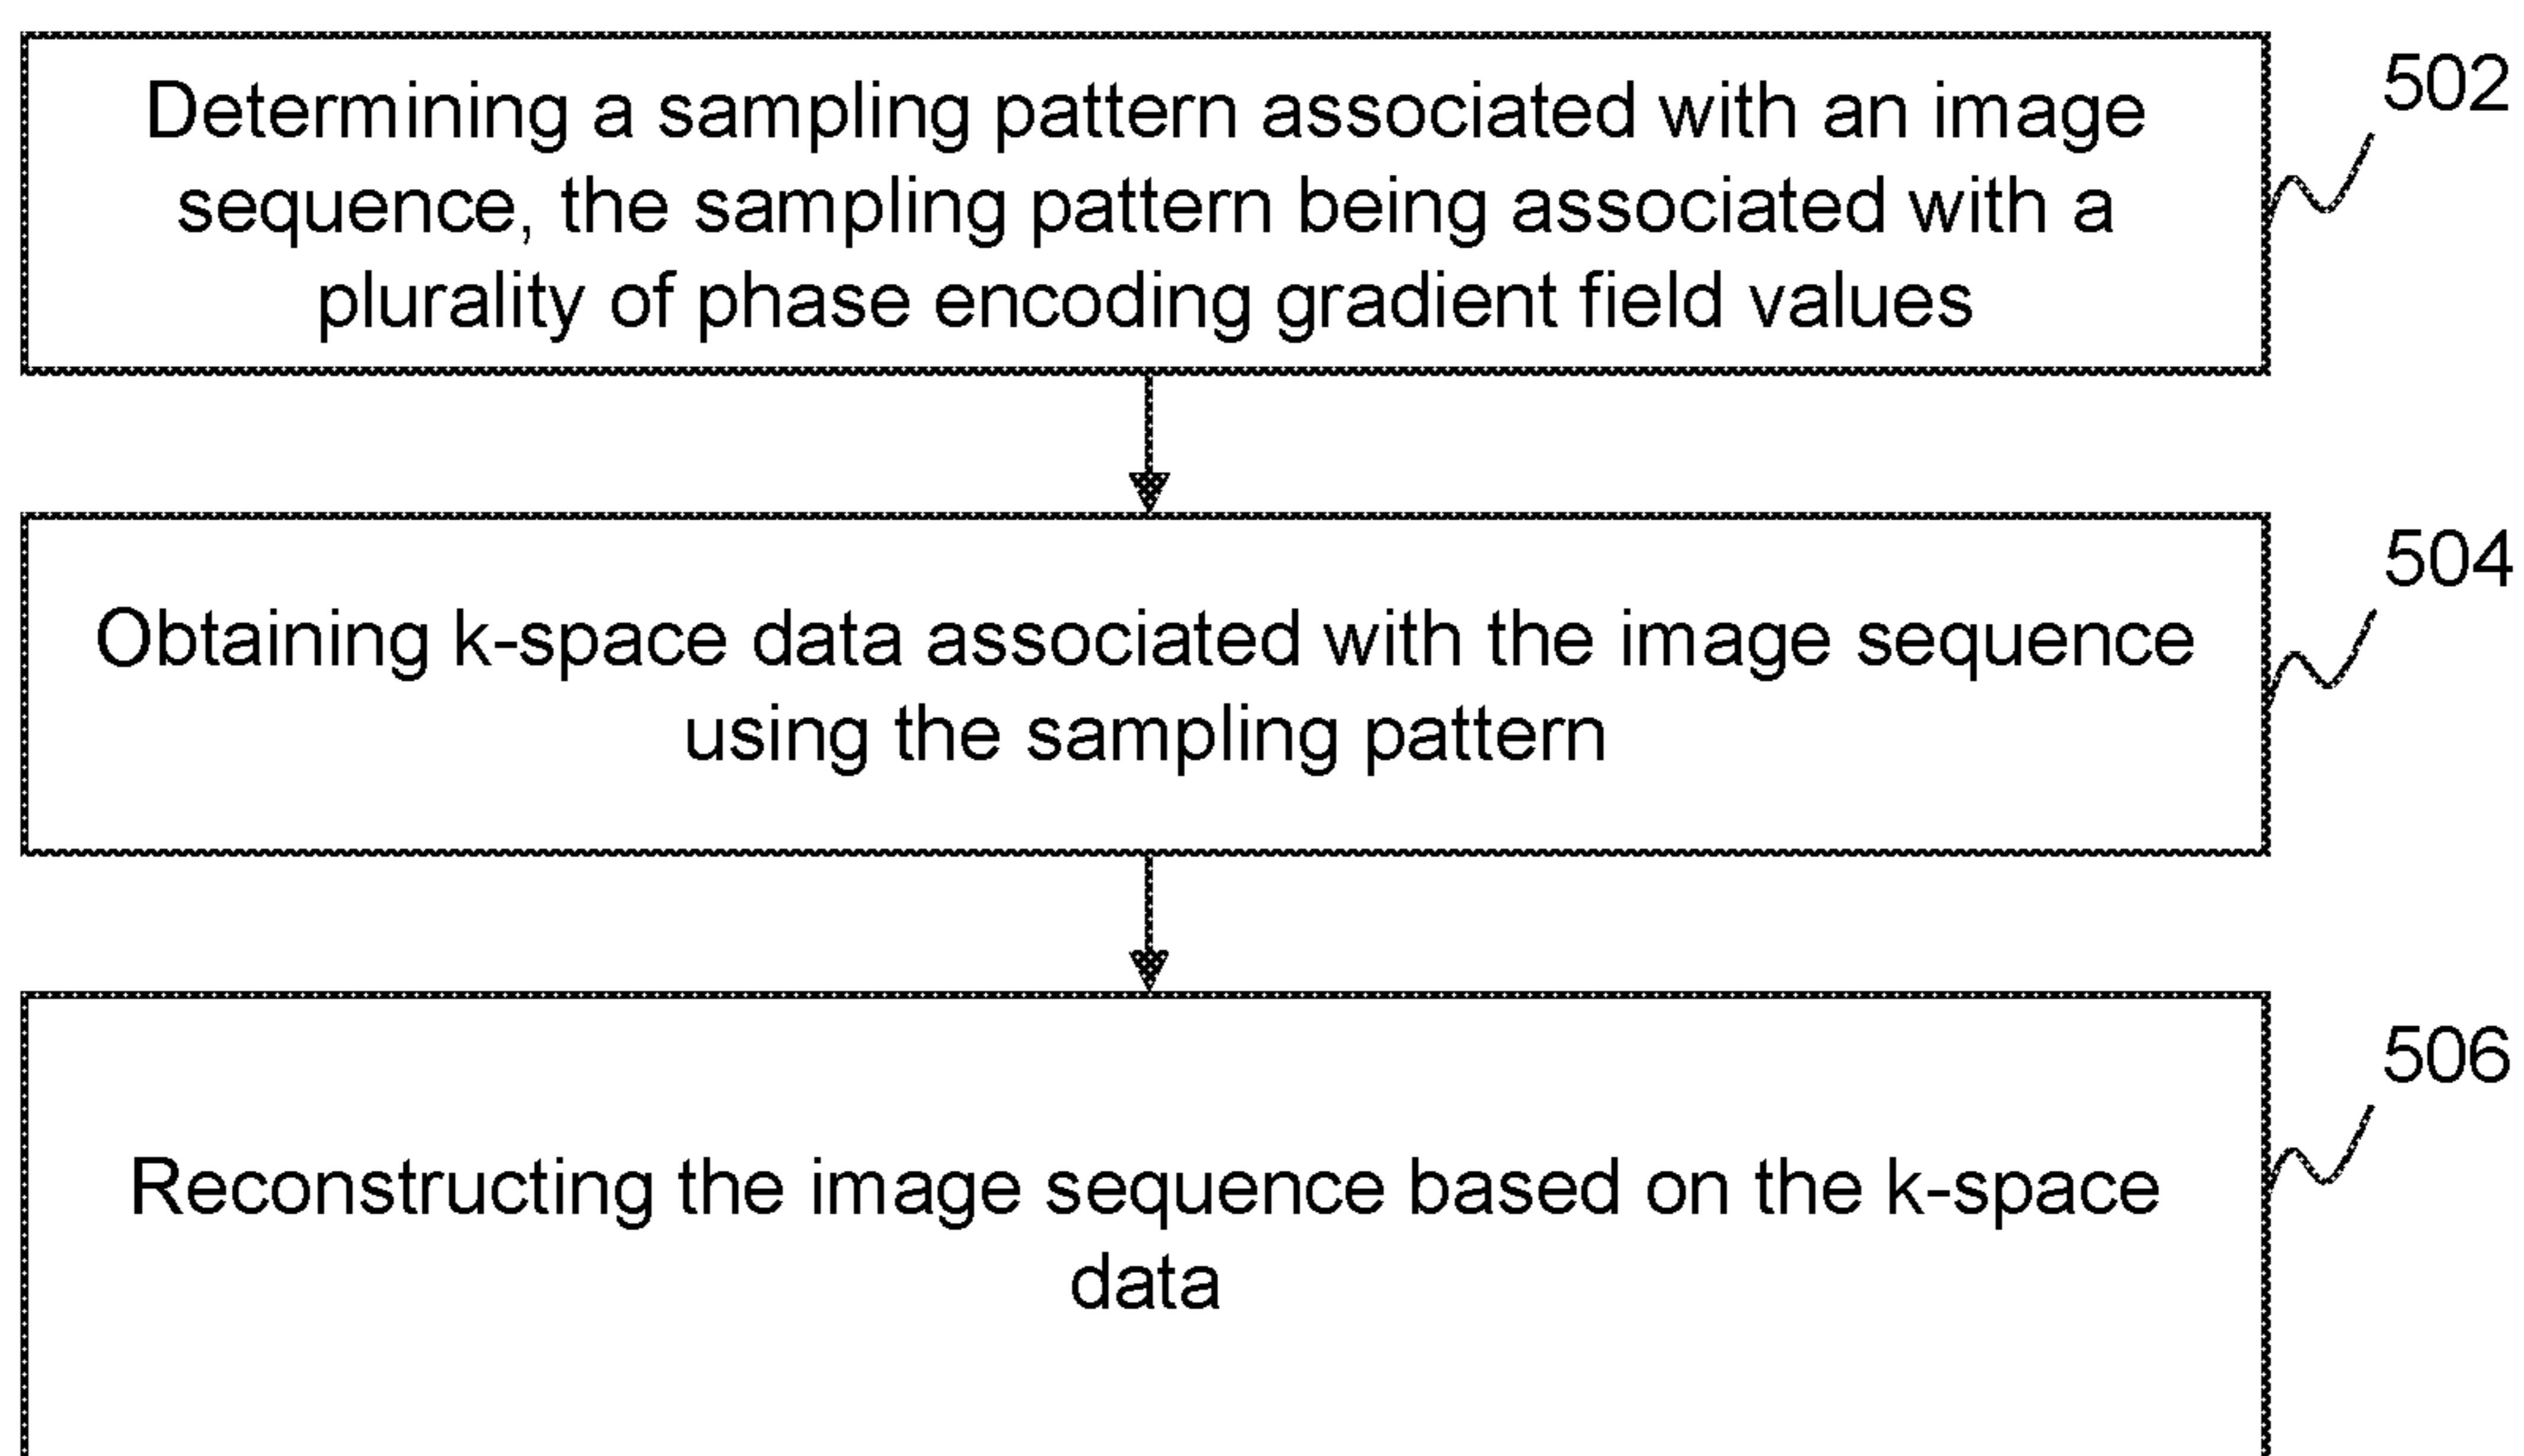 Determining a sampling pattern associated with an image
sequence, the sampling pattern being associated with a
plurality of phase encoding gradient field values
502
Obtaining k-space data associated with the image sequence
using the sampling pattern
504
Reconstructing the image sequence based on the k-space
data
506